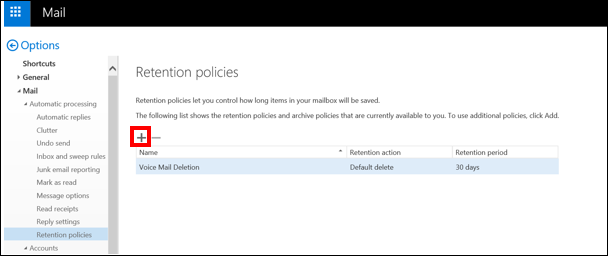 Mail
Options
Shortcuts
General
Mail
Automatic processing
Automatic replies
Clutter
Undo send
Inbox and sweep rules
Junk email reporting
Mark as read
Message options
Read receipts
Reply settings
Retention policies
Accounts
Retention policies
Retention policies let you control how long items in your mailbox will be saved.
The following list shows the retention policies and archive policies that are currently available to you. To use additional policies, click Add.
Name Retention action Retention period
Voice Mail Deletion Default delete 30 days